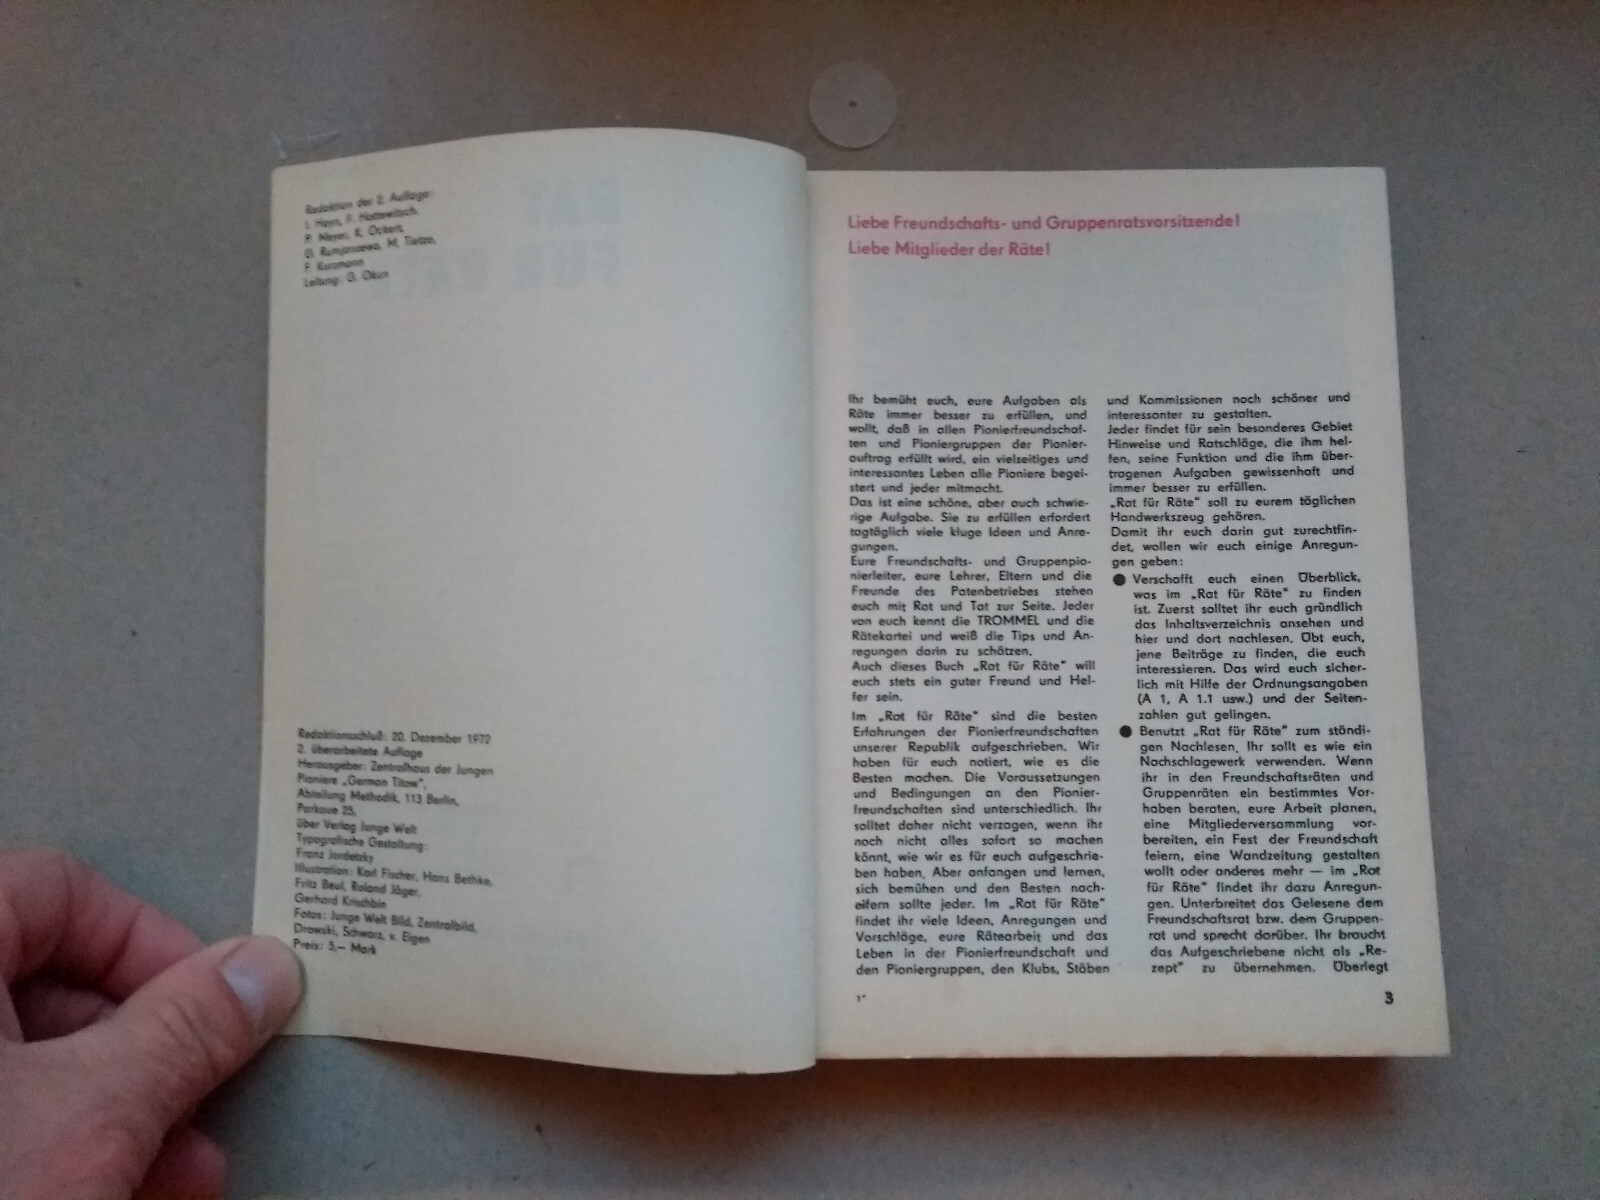 Redaktion der 2. Auflage:
I. Hayn, F.
P. Meyer, K. Ockert,
G. Rumjanzewa, M. Tietze,
F. Kurzmann
Leitung: G. Okun
Redaktionsschluß: 20. Dezember 1972
2. überarbeitete Auflage
Herausgeber: Zentralhaus der Jungen
Pioniere „German Titow“,
Abteilung Methodik, 113 Berlin,
Parkaue 25,
über Verlag Junge Welt
Typografische Gestaltung:
Franz Jordetzky
Illustration: Karl Fischer, Hans Bethke,
Fritz Beul, Roland Jäger,
Gerhard Krischbin
Fotos: Junge Welt Bild, Zentralbild,
Drowski, Schwarz, v. Eigen
Preis: 5,— Mark
Liebe Freundschafts- und Gruppenratsvorsitzende!
Liebe Mitglieder der Räte!
Ihr bemüht euch, eure Aufgaben als
Räte immer besser zu erfüllen, und
wollt, daß in allen Pionierfreundschaf-
ten und Pioniergruppen der Pionier-
auftrag erfüllt wird, ein vielseitiges und
interessantes Leben alle Pioniere begei-
stert und jeder mitmacht.
Das ist eine schöne, aber auch schwie-
rige Aufgabe. Sie zu erfüllen erfordert
tagtäglich viele kluge Ideen und Anre-
gungen.
Eure Freundschafts- und Gruppenpio-
nierleiter, eure Lehrer, Eltern und die
Freunde des Patenbetriebes stehen
euch mit Rat und Tat zur Seite. Jeder
von euch kennt die TROMMEL und die
Rätekartei und weiß die Tips und An-
regungen darin zu schätzen.
Auch dieses Buch „Rat für Räte“ will
euch stets ein guter Freund und Hel-
fer sein.
Im „Rat für Räte“ sind die besten
Erfahrungen der Pionierfreundschaften
unserer Republik aufgeschrieben. Wir
haben für euch notiert, wie es die
Besten machen. Die Voraussetzungen
und Bedingungen an den Pionier-
freundschaften sind unterschiedlich. Ihr
solltet daher nicht verzagen, wenn ihr
noch nicht alles sofort so machen
könnt, wie wir es für euch aufgeschrie-
ben haben. Aber anfangen und lernen,
sich bemühen und den Besten nach-
eifern sollte jeder. Im „Rat für Räte“
findet ihr viele Ideen, Anregungen und
Vorschläge, eure Rätearbeit und das
Leben in der Pionierfreundschaft und
den Pioniergruppen, den Klubs, Stäben
und Kommissionen noch schöner und
interessanter zu gestalten.
Jeder findet für sein besonderes Gebiet
Hinweise und Ratschläge, die ihm hel-
fen, seine Funktion und die ihm über-
tragenen Aufgaben gewissenhaft und
immer besser zu erfüllen.
„Rat für Räte“ soll zu eurem täglichen
Handwerkszeug gehören.
Damit ihr euch darin gut zurechtfin-
det, wollen wir euch einige Anregun-
gen geben:
● Verschafft euch einen Überblick,
was im „Rat für Räte“ zu finden
ist. Zuerst solltet ihr euch gründlich
das Inhaltsverzeichnis ansehen und
hier und dort nachlesen. Übt euch,
jene Beiträge zu finden, die euch
interessieren. Das wird euch sicher-
lich mit Hilfe der Ordnungsangaben
(A 1, A 1.1 usw.) und der Seiten-
zahlen gut gelingen.
● Benutzt „Rat für Räte“ zum ständi-
gen Nachlesen. Ihr sollt es wie ein
Nachschlagewerk verwenden. Wenn
ihr in den Freundschaftsräten und
Gruppenräten ein bestimmtes Vor-
haben beraten, eure Arbeit planen,
eine Mitgliederversammlung vor-
bereiten, ein Fest der Freundschaft
feiern, eine Wandzeitung gestalten
wollt oder anderes mehr — im „Rat
für Räte“ findet ihr dazu Anregun-
gen. Unterbreitet das Gelesene dem
Freundschaftsrat bzw. dem Gruppen-
rat und sprecht darüber. Ihr braucht
das Aufgeschriebene nicht als „Re-
zept“ zu übernehmen. Überlegt
1*
3